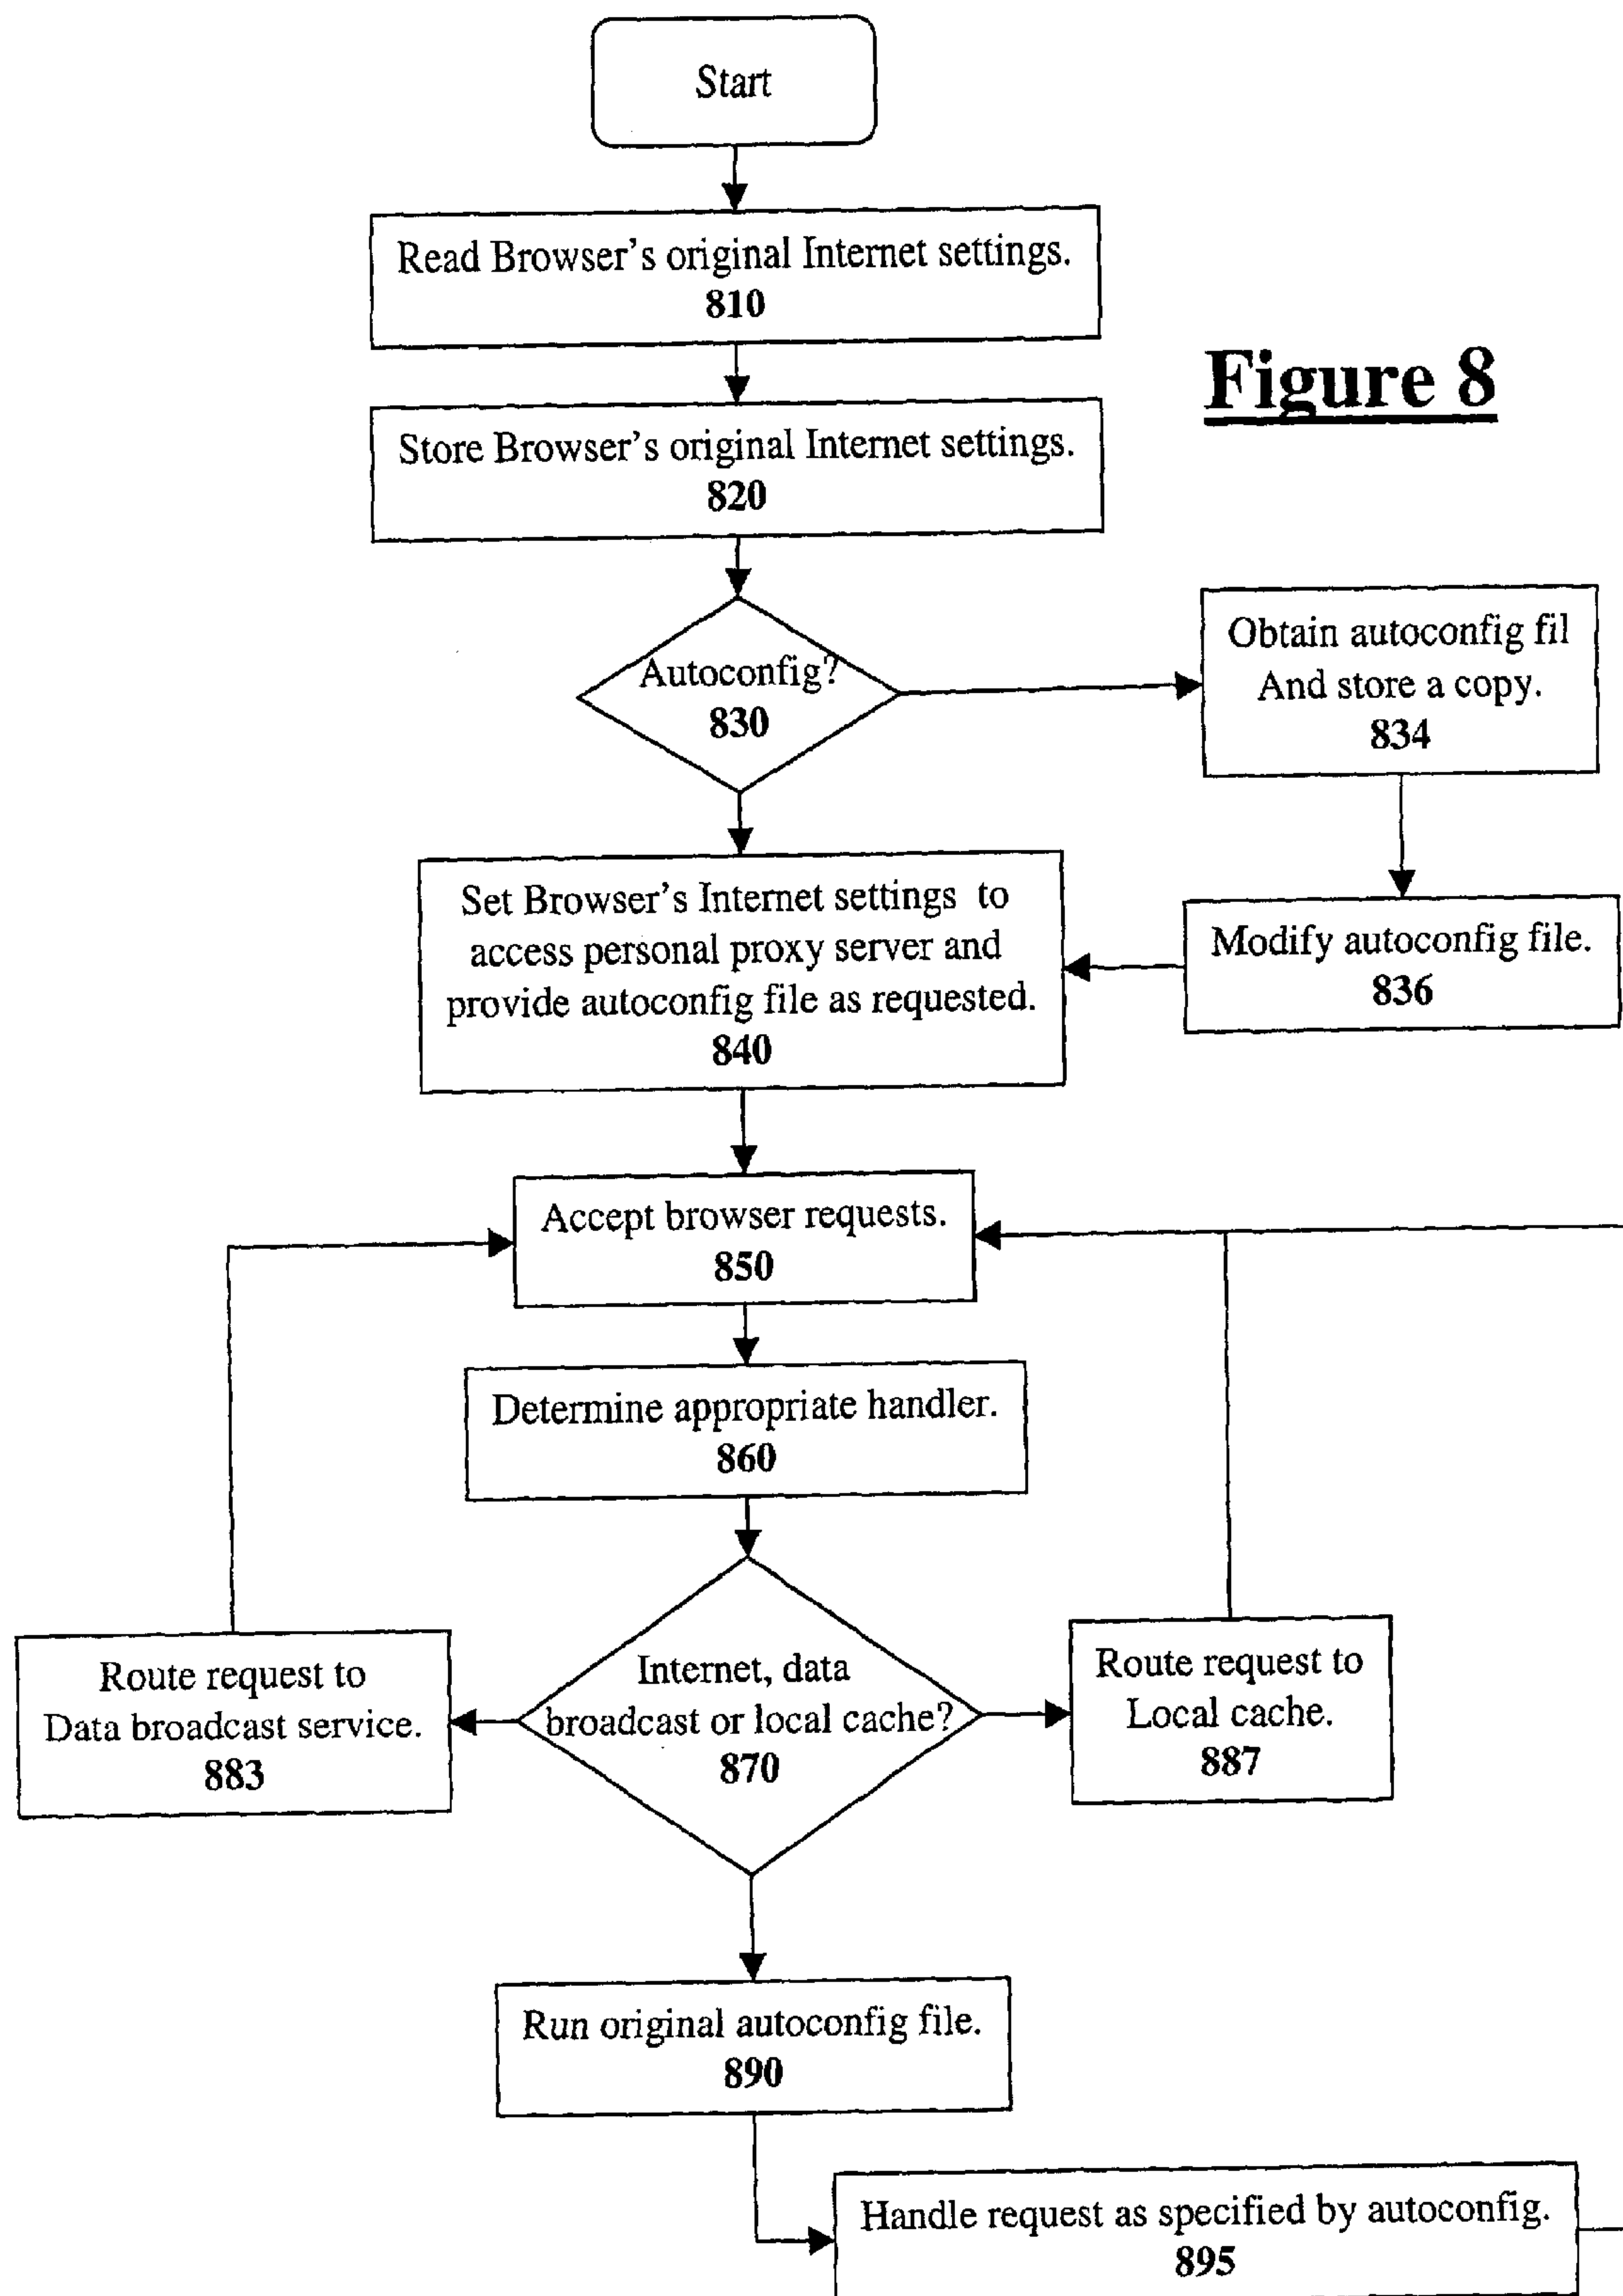 Start
Read Browser's original Internet settings.
810
Figure 8
Store Browser's original Internet settings.
820
Autoconfig?
830
Obtain autoconfig fil
And store a copy.
834
Set Browser's Internet settings to
access personal proxy server and
provide autoconfig file as requested.
840
Modify autoconfig file.
836
Accept browser requests.
850
Determine appropriate handler.
860
Route request to
Data broadcast service.
883
Internet, data
broadcast or local cache?
870
Route request to
Local cache.
887
Run original autoconfig file.
890
Handle request as specified by autoconfig.
895